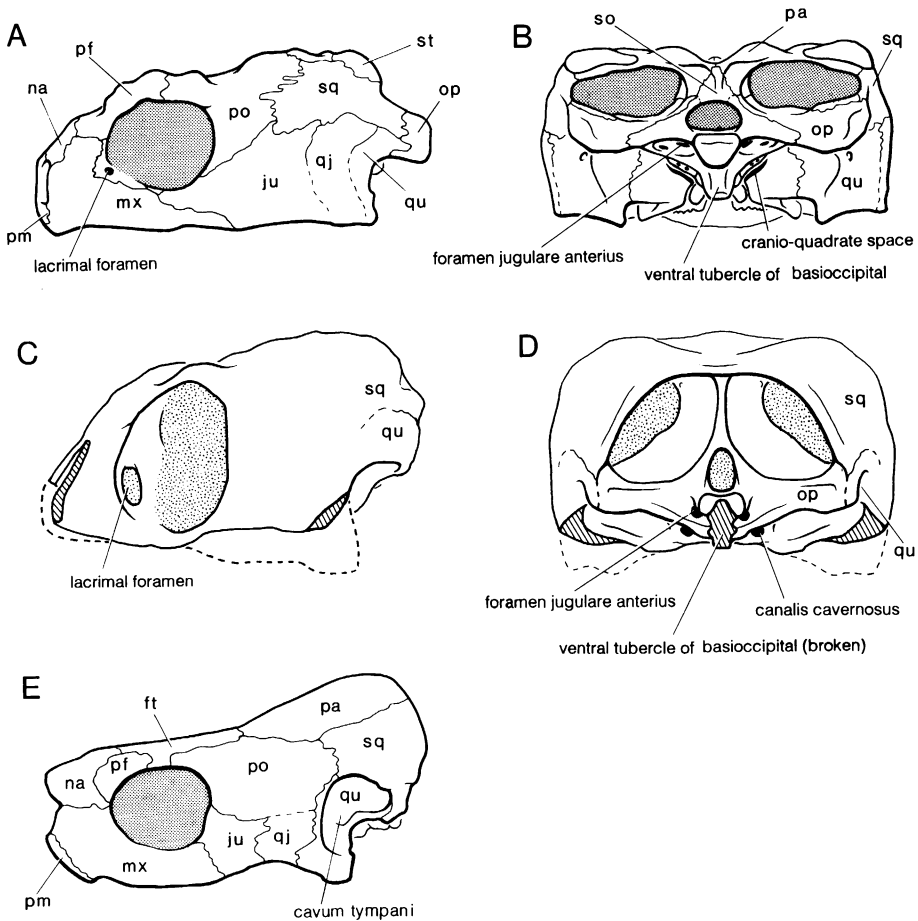 A
pf
st
na
sq
op
po
qj
ju
mx
qu
pm
lacrimal foramen
B
so
pa
sq
op
qu
foramen jugulare anterius
cranio-quadrate space
ventral tubercle of basioccipital
C
sq
qu
lacrimal foramen
D
sq
op
qu
foramen jugulare anterius
canalis cavernosus
ventral tubercle of basioccipital (broken)
E
ft
pa
sq
pf
na
po
qu
ju
qj
mx
pm
cavum tympani